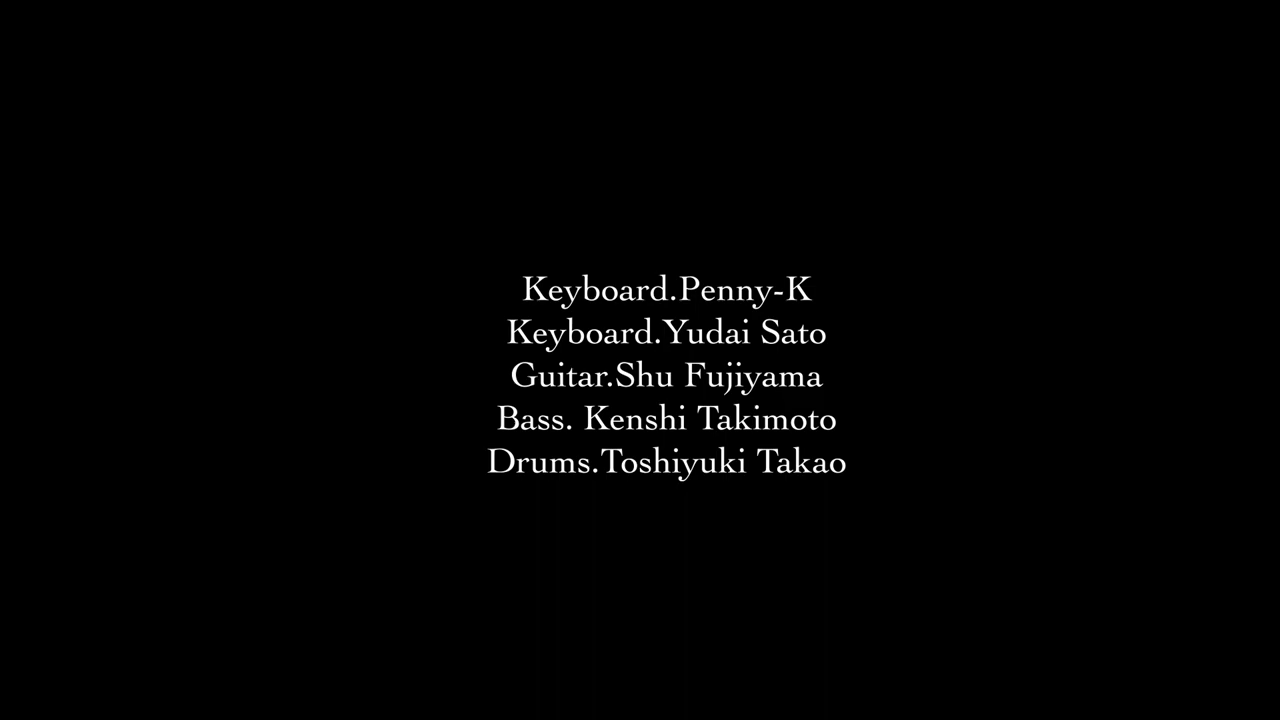 Keyboard.Penny-K
Keyboard.Yudai Sato
Guitar.Shu Fujiyama
Bass. Kenshi Takimoto
Drums.Toshiyuki Takao